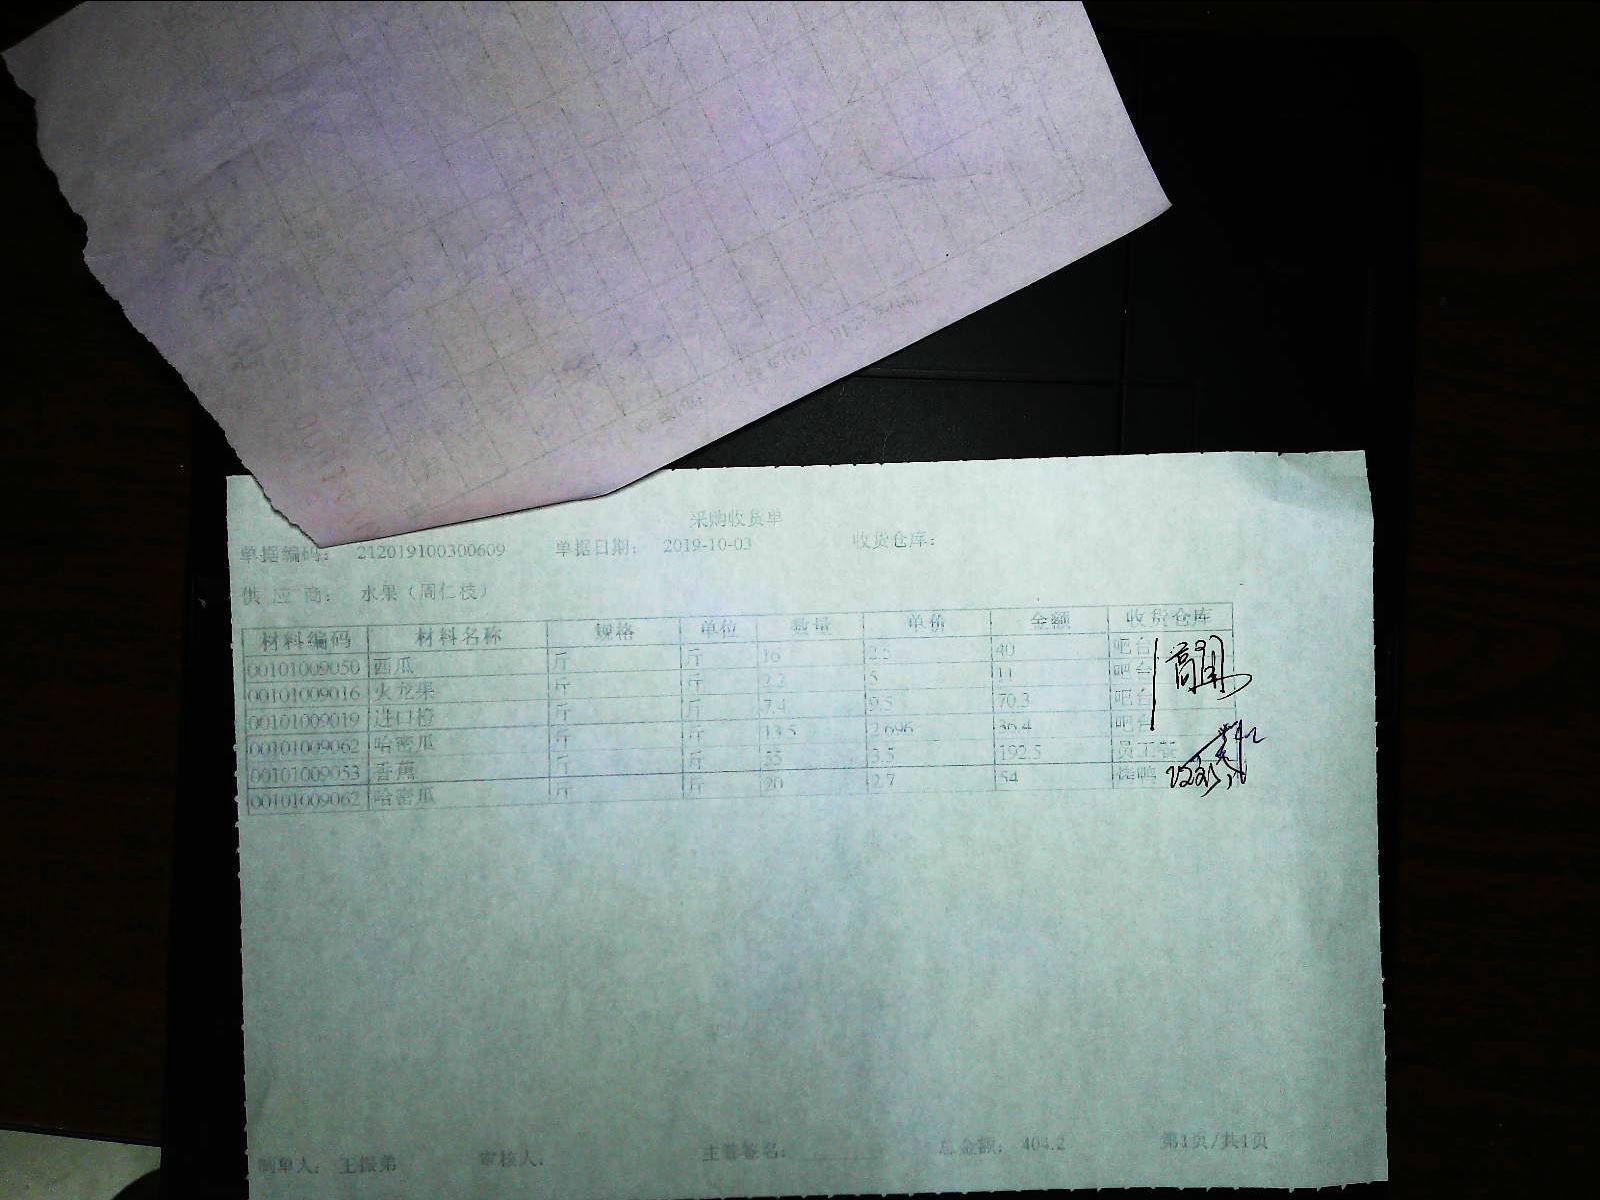 采购收货单
单据编码: 212019100300609 单据日期: 2019-10-03 收货仓库:
供 应 商: 水果(周仁枝)
材料编码 材料名称 规格 单位 数量 单价 金额 收货仓库
00101009050 西瓜 斤 斤 16 2.5 40 吧台
00101009016 火龙果 斤 斤 2.2 5 11 吧台
00101009019 进口橙 斤 斤 7.4 9.5 70.3 吧台
00101009062 哈密瓜 斤 斤 13.5 2.696 36.4 吧台
00101009053 香蕉 斤 斤 55 3.5 192.5 员工餐
00101009062 哈密瓜 斤 斤 20 2.7 54
制单人: 王振弟 审核人: 主管签名: 总金额: 404.2 第1页/共1页